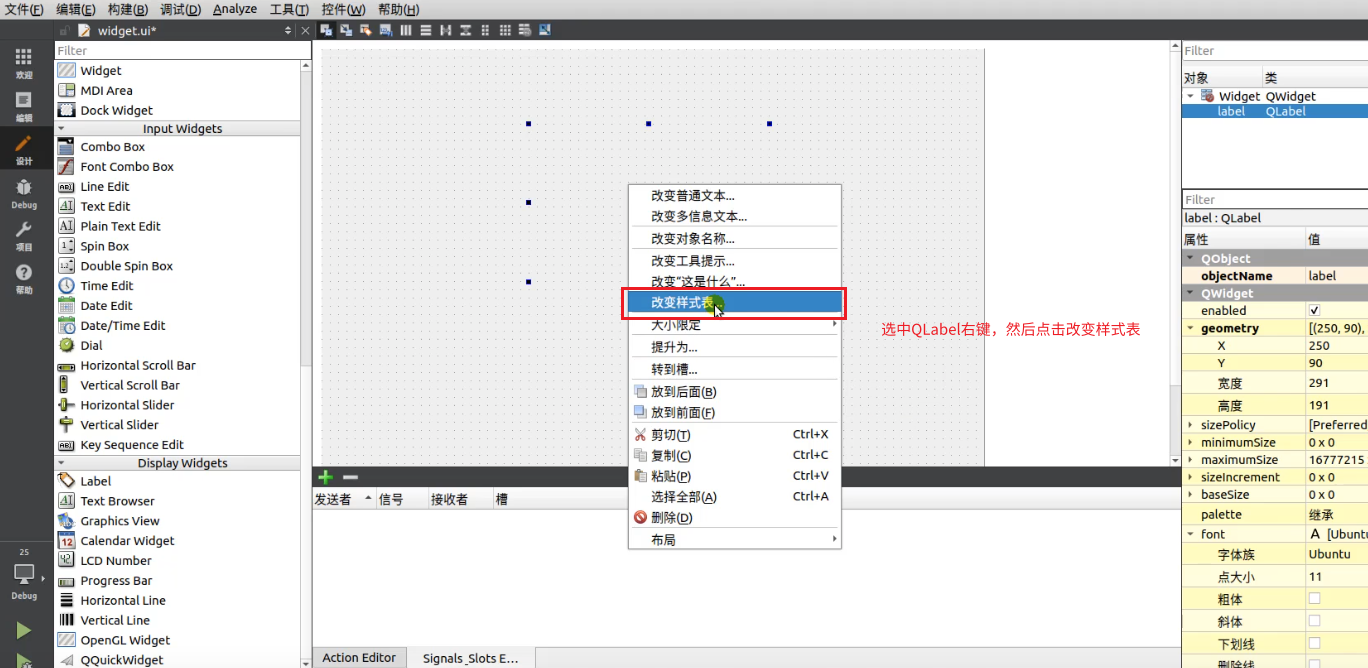 文件(F) 编辑(E) 构建(B) 调试(D) Analyze 工具(T) 控件(W) 帮助(H)
widget.ui*
欢迎
编辑
设计
Debug
项目
帮助
25
Debug
Filter
Widget
MDI Area
Dock Widget
Input Widgets
Combo Box
Font Combo Box
Line Edit
Text Edit
Plain Text Edit
Spin Box
Double Spin Box
Time Edit
Date Edit
Date/Time Edit
Dial
Horizontal Scroll Bar
Vertical Scroll Bar
Horizontal Slider
Vertical Slider
Key Sequence Edit
Display Widgets
Label
Text Browser
Graphics View
Calendar Widget
LCD Number
Progress Bar
Horizontal Line
Vertical Line
OpenGL Widget
QQuickWidget
改变普通文本...
改变多信息文本...
改变对象名称...
改变工具提示...
改变“这是什么”...
改变样式表...
大小限定
提升为...
转到槽...
放到后面(B)
放到前面(F)
剪切(T) Ctrl+X
复制(C) Ctrl+C
粘贴(P) Ctrl+V
选择全部(A) Ctrl+A
删除(D)
布局
选中QLabel右键，然后点击改变样式表
发送者 信号 接收者 槽
Action Editor Signals_Slots E...
Filter
对象 类
Widget QWidget
label QLabel
Filter
label : QLabel
属性 值
QObject
objectName label
QWidget
enabled
geometry [(250, 90),
X 250
Y 90
宽度 291
高度 191
sizePolicy [Preferred
minimumSize 0 x 0
maximumSize 16777215
sizeIncrement 0 x 0
baseSize 0 x 0
palette 继承
font A [Ubuntu
字体族 Ubuntu
点大小 11
粗体
斜体
下划线
删除线